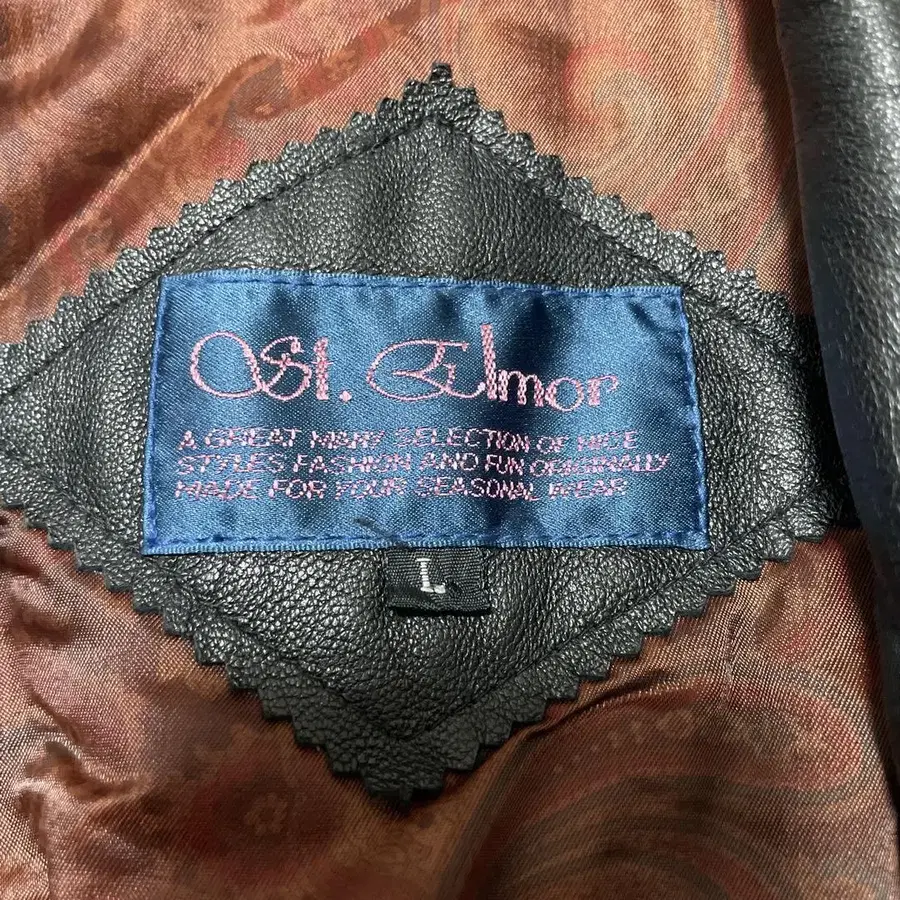 St. Elmor
A GREAT MANY SELECTION OF NICE
STYLES FASHION AND FUN ORIGINALLY
MADE FOR YOUR SEASONAL WEAR
L